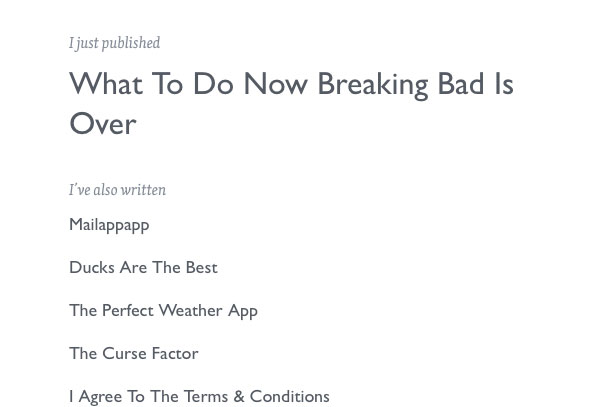 I just published
What To Do Now Breaking Bad Is
Over
I've also written
Mailappapp
Ducks Are The Best
The Perfect Weather App
The Curse Factor
I Agree To The Terms & Conditions